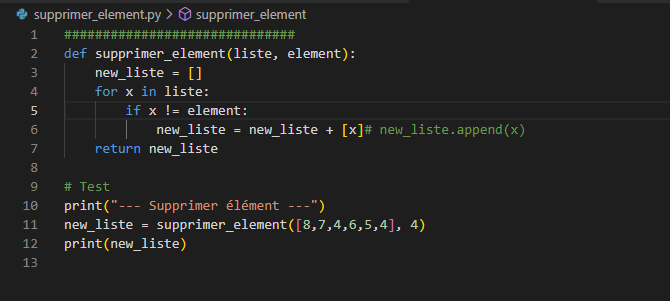 supprimer_element.py > supprimer_element
1 ##############################
2 def supprimer_element(liste, element):
3     new_liste = []
4     for x in liste:
5         if x != element:
6             new_liste = new_liste + [x]# new_liste.append(x)
7     return new_liste
8
9 # Test
10 print("--- Supprimer élément ---")
11 new_liste = supprimer_element([8,7,4,6,5,4], 4)
12 print(new_liste)
13